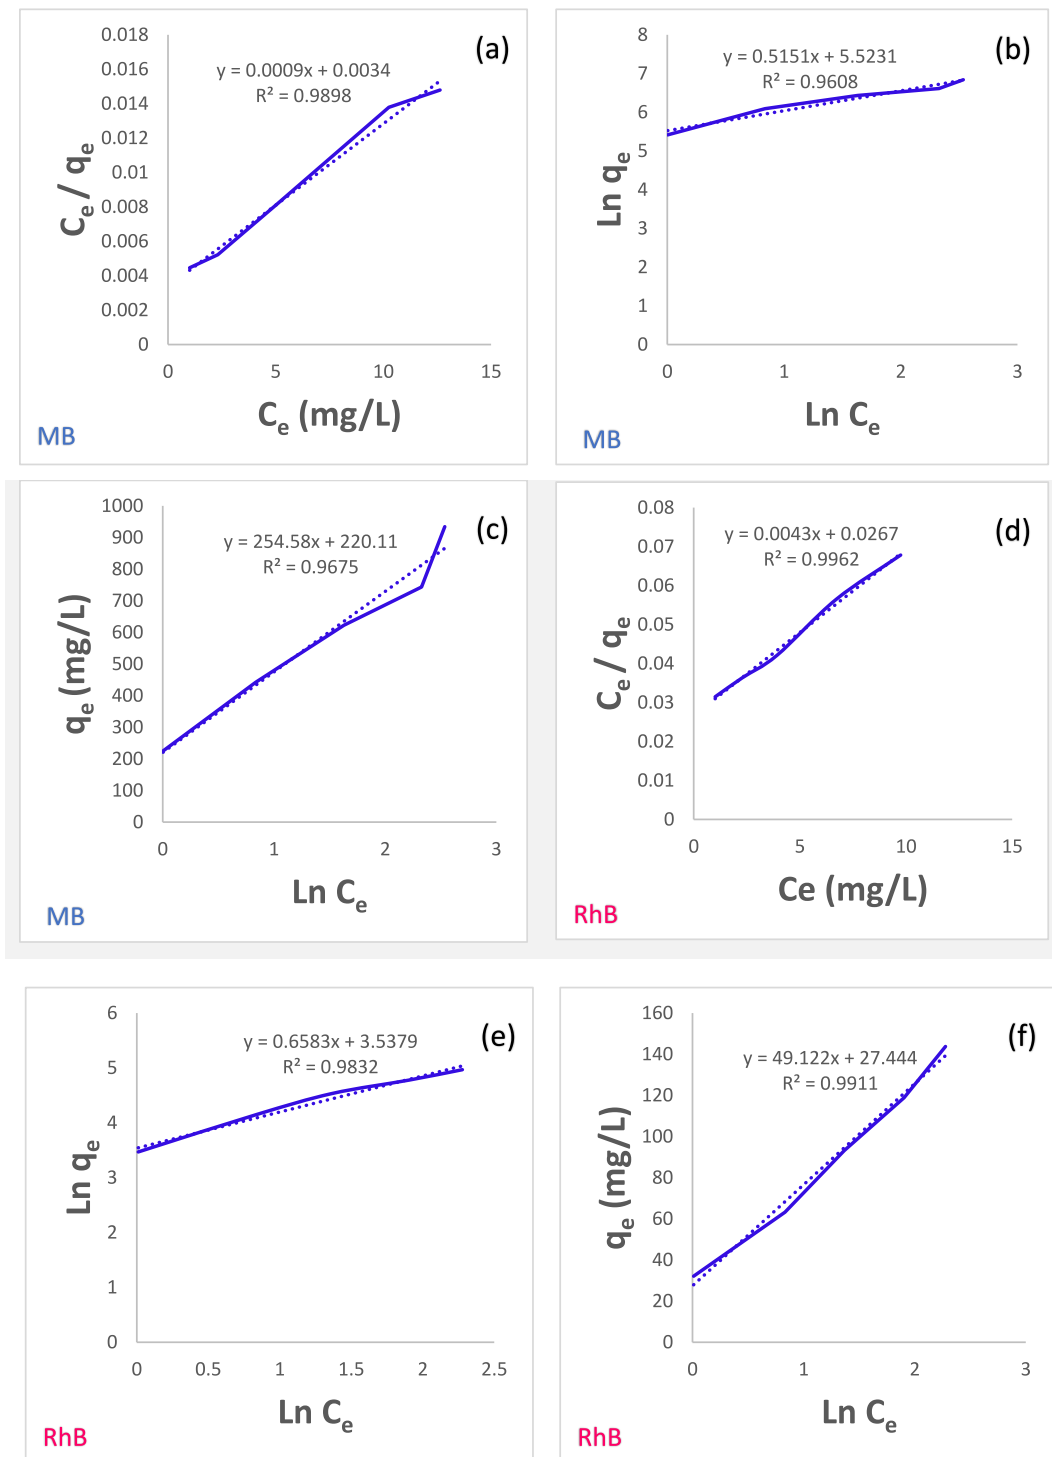 (a)
y = 0.0009x + 0.0034
R² = 0.9898
0.018
0.016
0.014
0.012
0.01
0.008
0.006
0.004
0.002
0
0 5 10 15
Cₑ / qₑ
Cₑ (mg/L)
MB
(b)
y = 0.5151x + 5.5231
R² = 0.9608
8
7
6
5
4
3
2
1
0
0 1 2 3
Ln qₑ
Ln Cₑ
MB
(c)
y = 254.58x + 220.11
R² = 0.9675
1000
900
800
700
600
500
400
300
200
100
0
0 1 2 3
qₑ (mg/L)
Ln Cₑ
MB
(d)
y = 0.0043x + 0.0267
R² = 0.9962
0.08
0.07
0.06
0.05
0.04
0.03
0.02
0.01
0
0 5 10 15
Cₑ / qₑ
Ce (mg/L)
RhB
(e)
y = 0.6583x + 3.5379
R² = 0.9832
6
5
4
3
2
1
0
0 0.5 1 1.5 2 2.5
Ln qₑ
Ln Cₑ
RhB
(f)
y = 49.122x + 27.444
R² = 0.9911
160
140
120
100
80
60
40
20
0
0 1 2 3
qₑ (mg/L)
Ln Cₑ
RhB